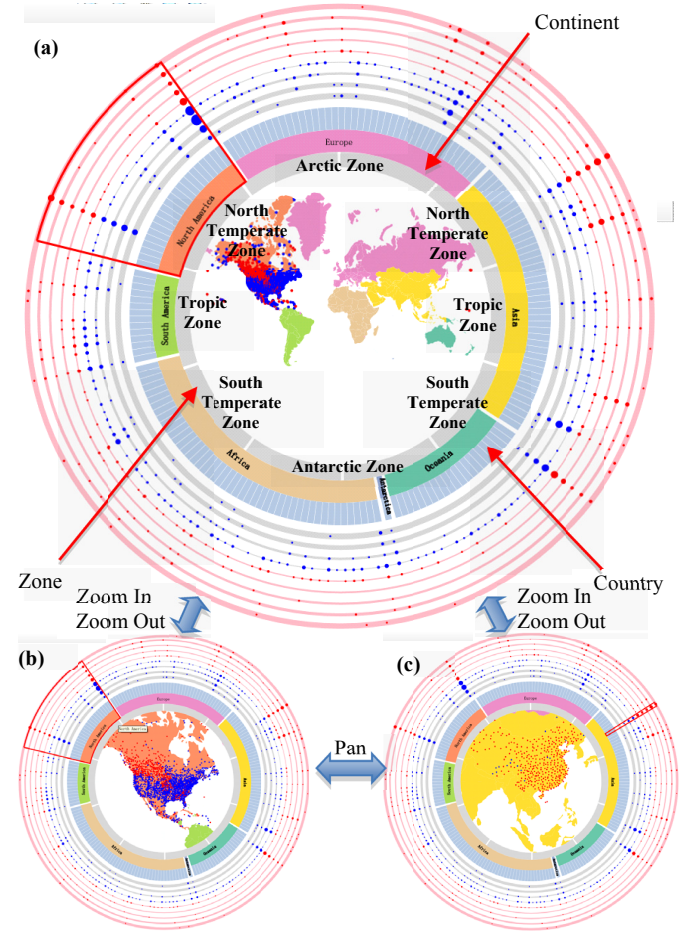 Continent
(a)
Europe
Arctic Zone
North America
North
Temperate
Zone
North
Temperate
Zone
South America
Tropic
Zone
Tropic
Zone
Asia
South
Temperate
Zone
South
Temperate
Zone
Africa
Antarctic Zone
Oceania
Antarctica
Zone
Country
Zoom In
Zoom Out
Zoom In
Zoom Out
(b)
(c)
Europe
North America
North America
South America
Asia
Africa
Oceania
Pan
Europe
North America
South America
Asia
Africa
Oceania